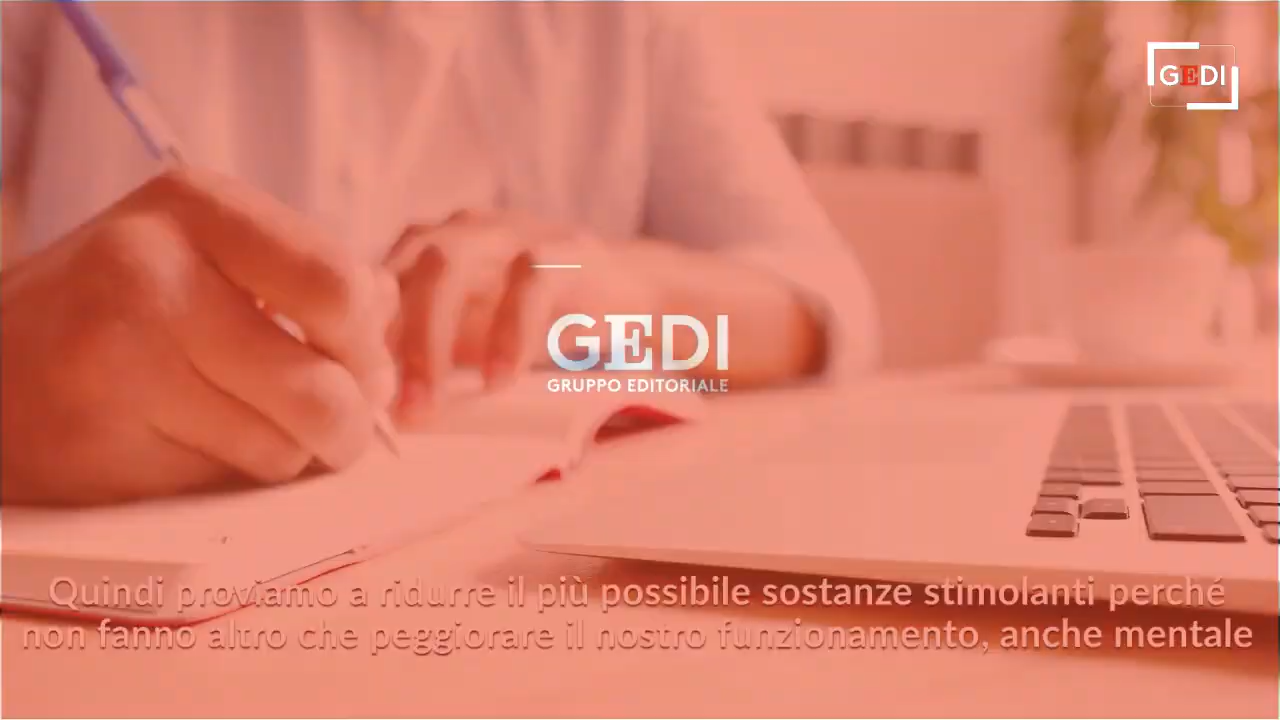 GEDI
GEDI
GRUPPO EDITORIALE
Quindi proviamo a ridurre il più possibile sostanze stimolanti perché
non fanno altro che peggiorare il nostro funzionamento, anche mentale